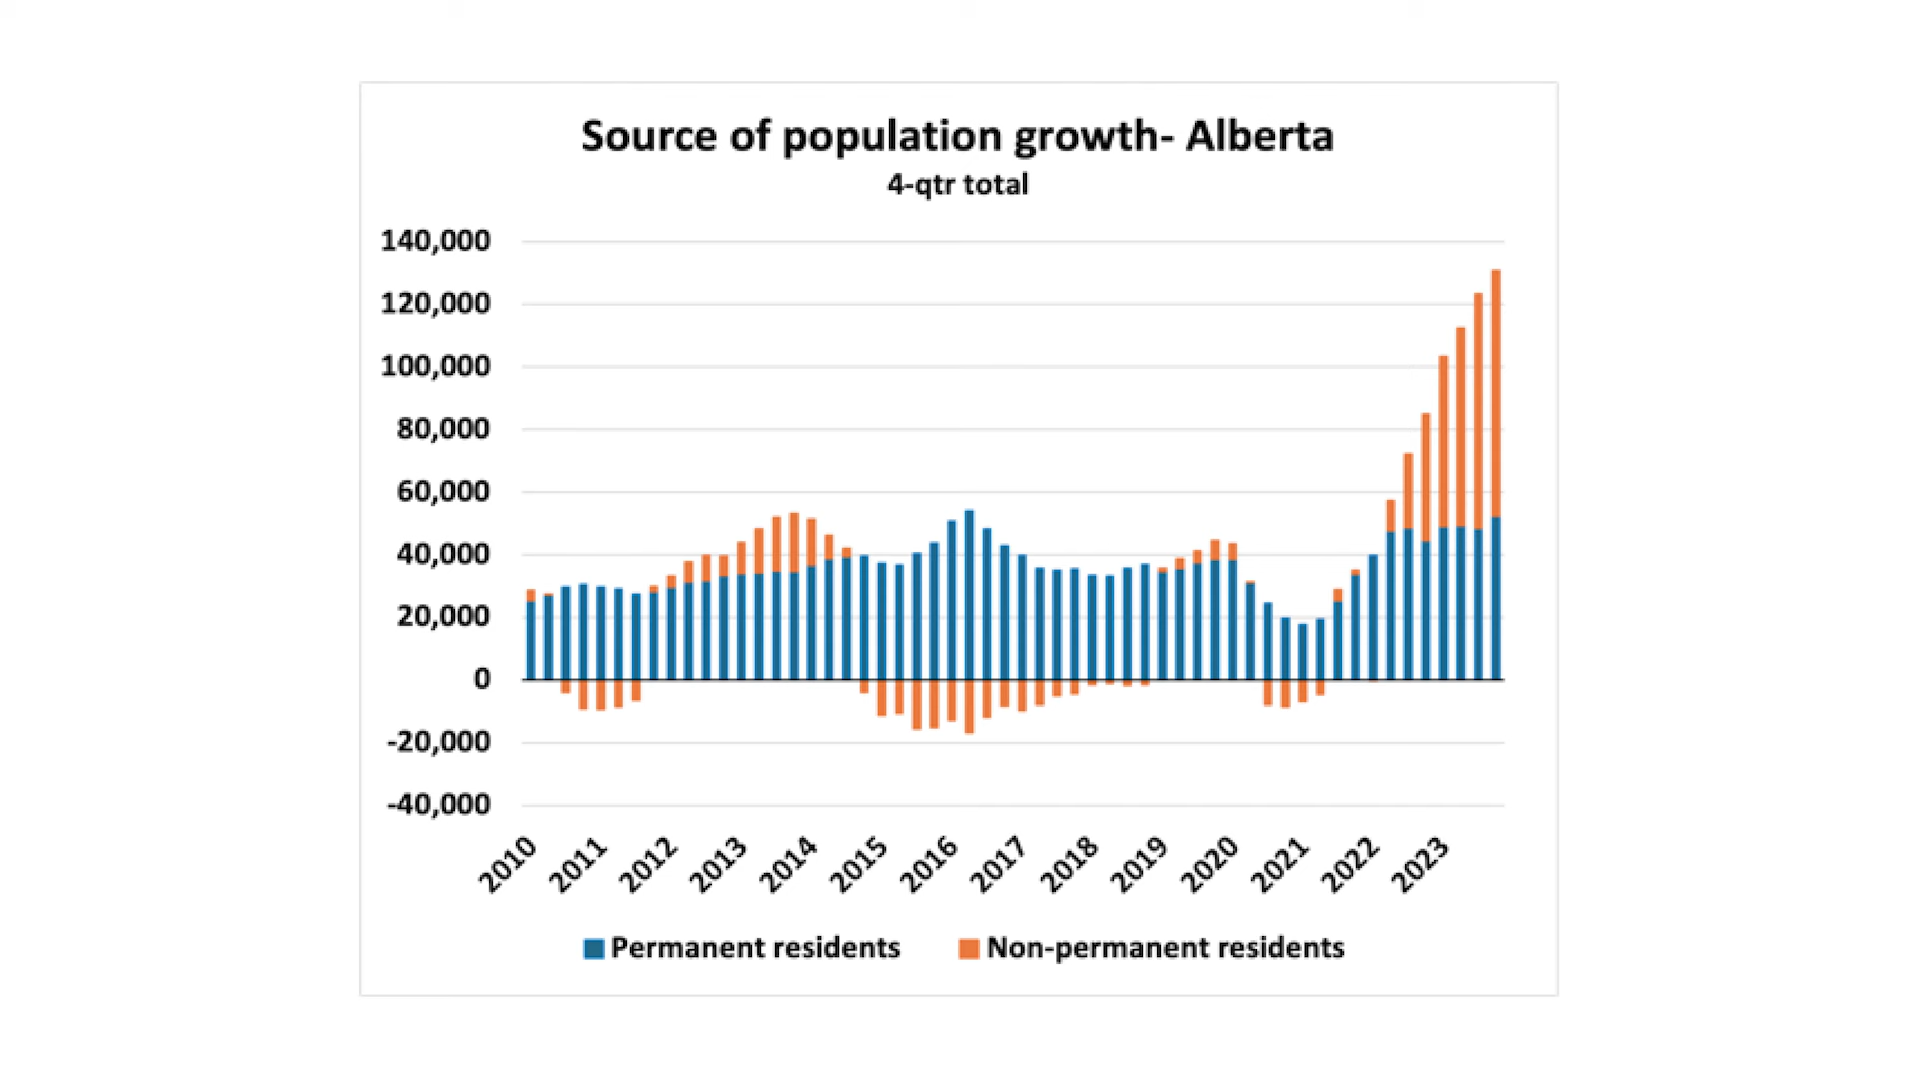 Source of population growth- Alberta
4-qtr total
140,000
120,000
100,000
80,000
60,000
40,000
20,000
0
-20,000
-40,000
2010 2011 2012 2013 2014 2015 2016 2017 2018 2019 2020 2021 2022 2023
Permanent residents Non-permanent residents